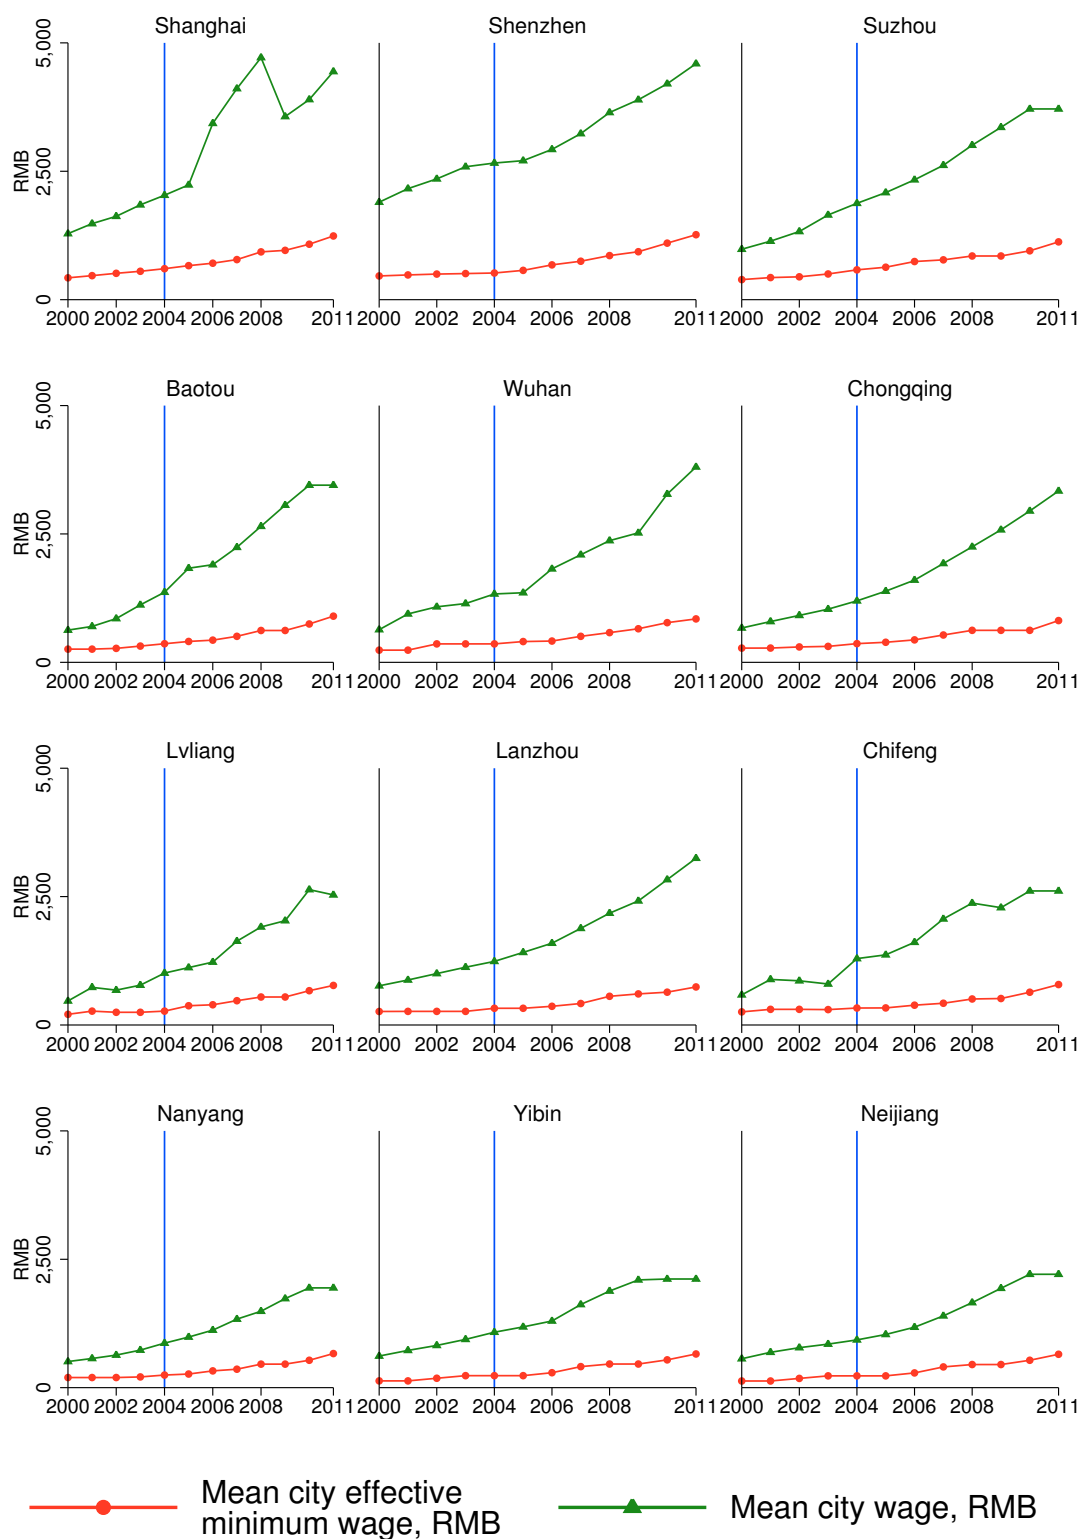 Shanghai
Shenzhen
Suzhou
RMB
0
2,500
5,000
2000 2002 2004 2006 2008 2011
2000 2002 2004 2006 2008 2011
2000 2002 2004 2006 2008 2011
Baotou
Wuhan
Chongqing
RMB
0
2,500
5,000
2000 2002 2004 2006 2008 2011
2000 2002 2004 2006 2008 2011
2000 2002 2004 2006 2008 2011
Lvliang
Lanzhou
Chifeng
RMB
0
2,500
5,000
2000 2002 2004 2006 2008 2011
2000 2002 2004 2006 2008 2011
2000 2002 2004 2006 2008 2011
Nanyang
Yibin
Neijiang
RMB
0
2,500
5,000
2000 2002 2004 2006 2008 2011
2000 2002 2004 2006 2008 2011
2000 2002 2004 2006 2008 2011
Mean city effective
minimum wage, RMB
Mean city wage, RMB